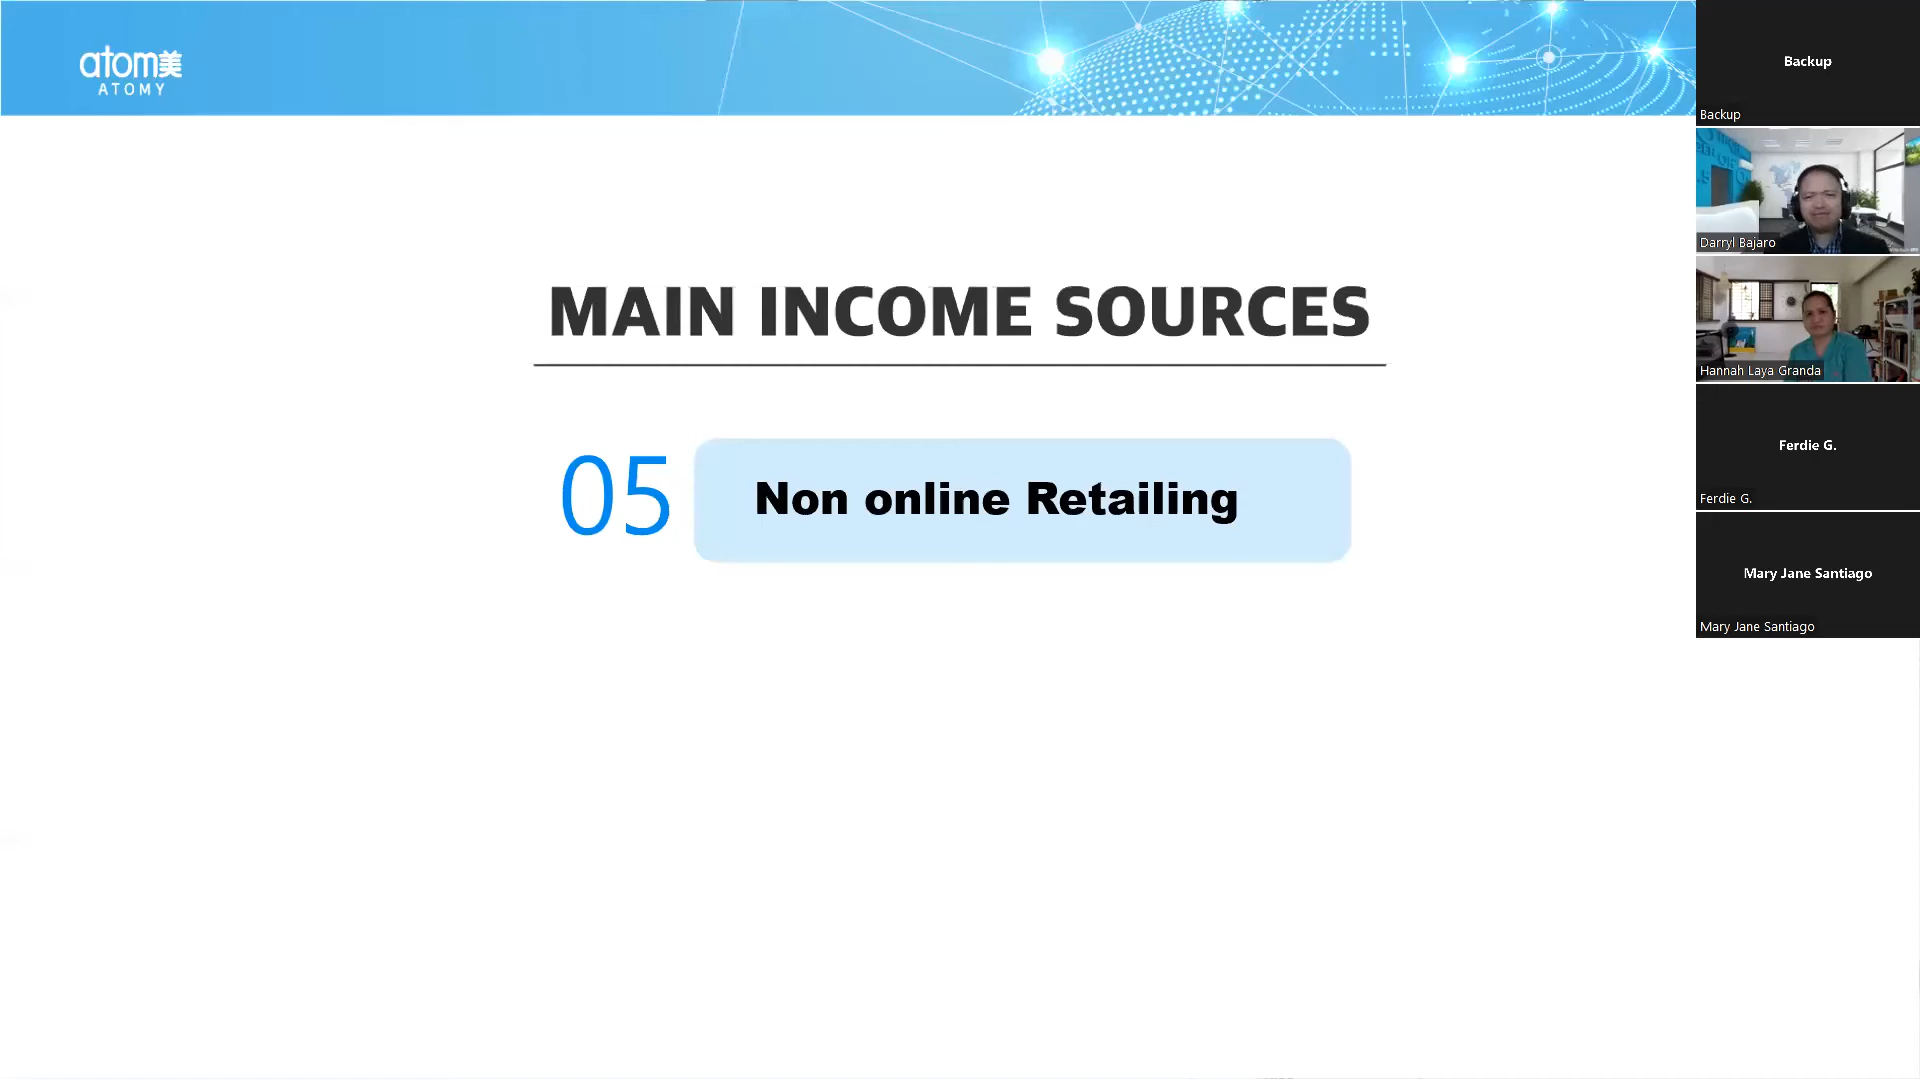 atom美
ATOMY
MAIN INCOME SOURCES
05
Non online Retailing
Backup
Backup
Darryl Bajaro
Hannah Laya Granda
Ferdie G.
Ferdie G.
Mary Jane Santiago
Mary Jane Santiago